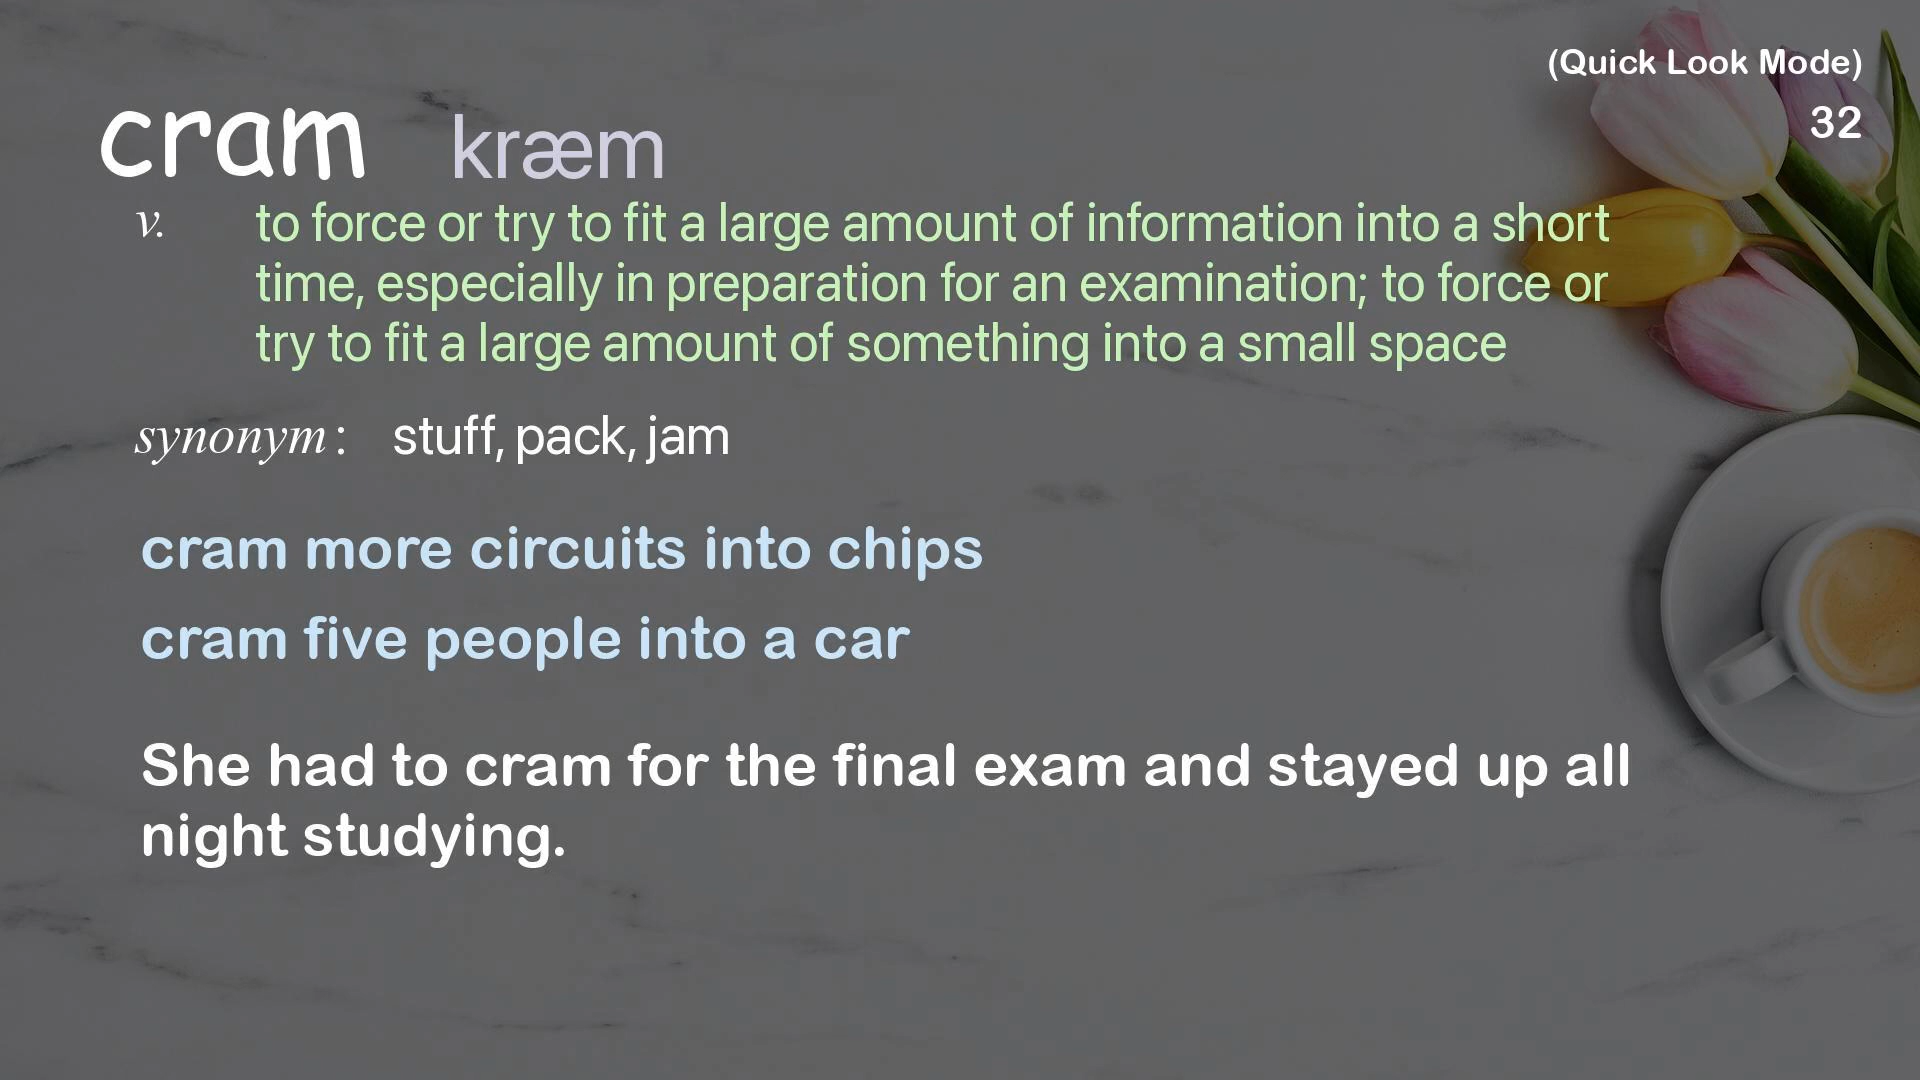 (Quick Look Mode)
32
cram kræm
v. to force or try to fit a large amount of information into a short
time, especially in preparation for an examination; to force or
try to fit a large amount of something into a small space
synonym : stuff, pack, jam
cram more circuits into chips
cram five people into a car
She had to cram for the final exam and stayed up all
night studying.